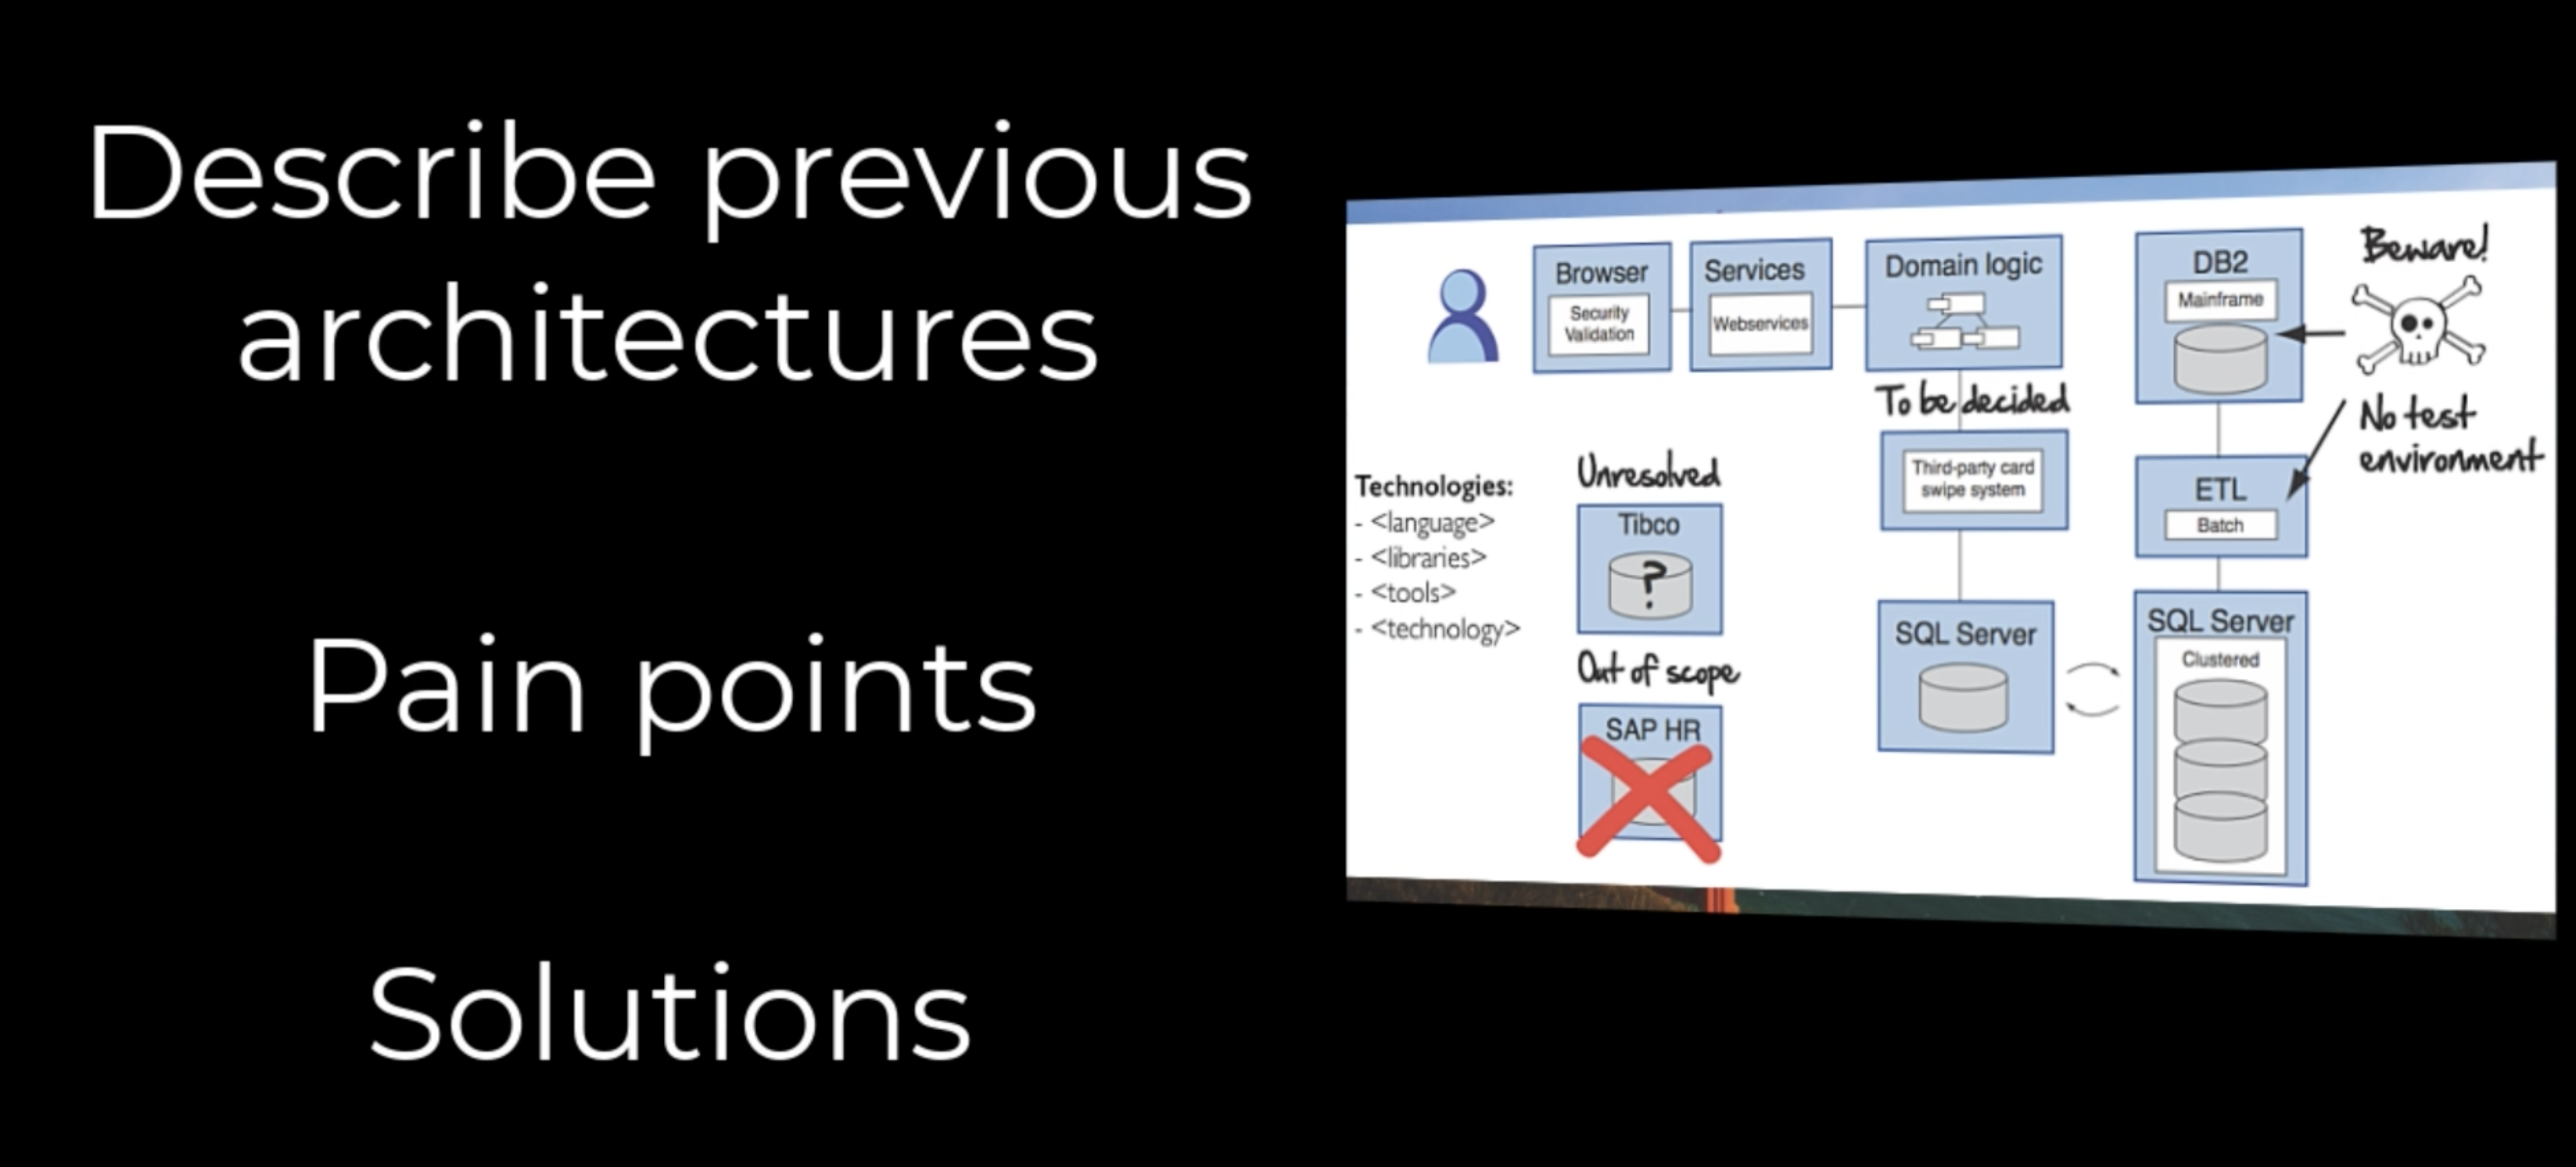 Describe previous
architectures
Pain points
Solutions
Browser
Security
Validation
Services
Webservices
Domain logic
To be decided
Third-party card
swipe system
SQL Server
DB2
Mainframe
Beware!
No test
environment
ETL
Batch
SQL Server
Clustered
Technologies:
- <language>
- <libraries>
- <tools>
- <technology>
Unresolved
Tibco
?
Out of scope
SAP HR